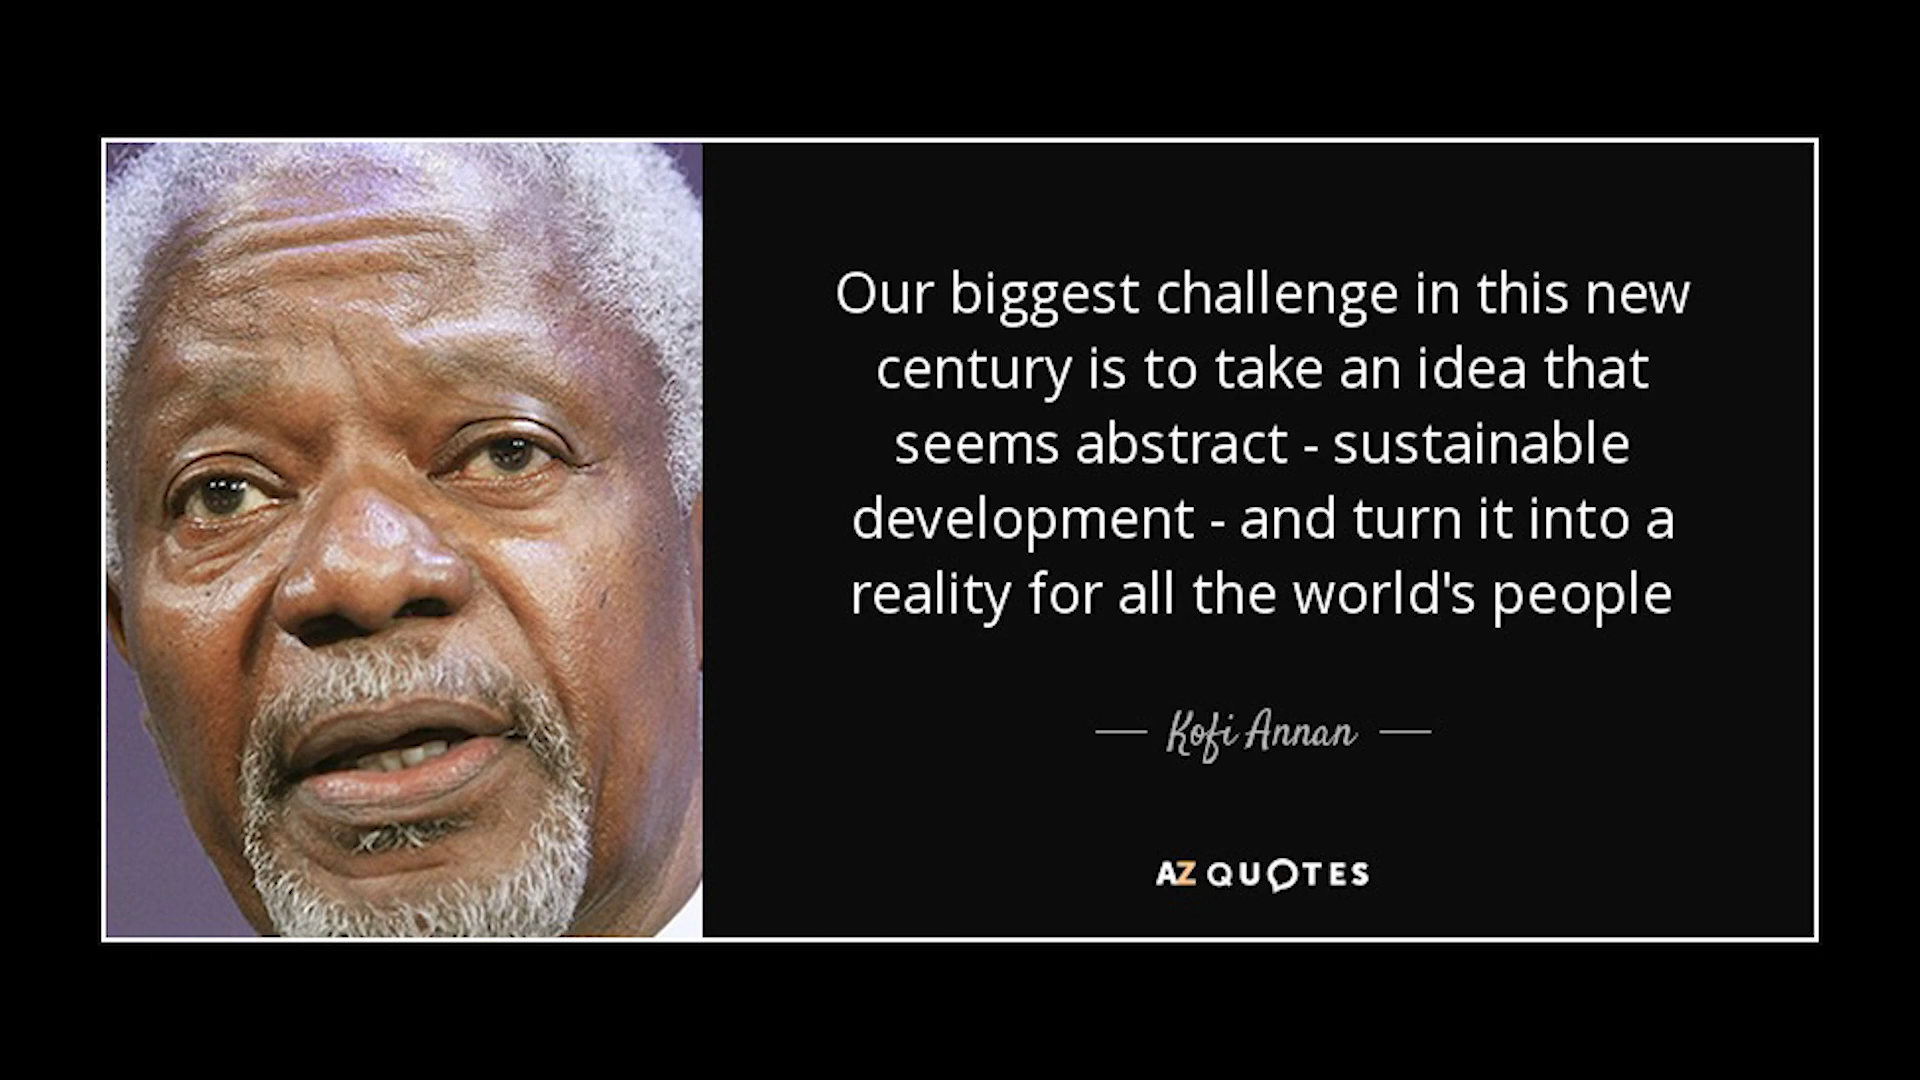 Our biggest challenge in this new
century is to take an idea that
seems abstract - sustainable
development - and turn it into a
reality for all the world's people
Kofi Annan
AZ QUOTES